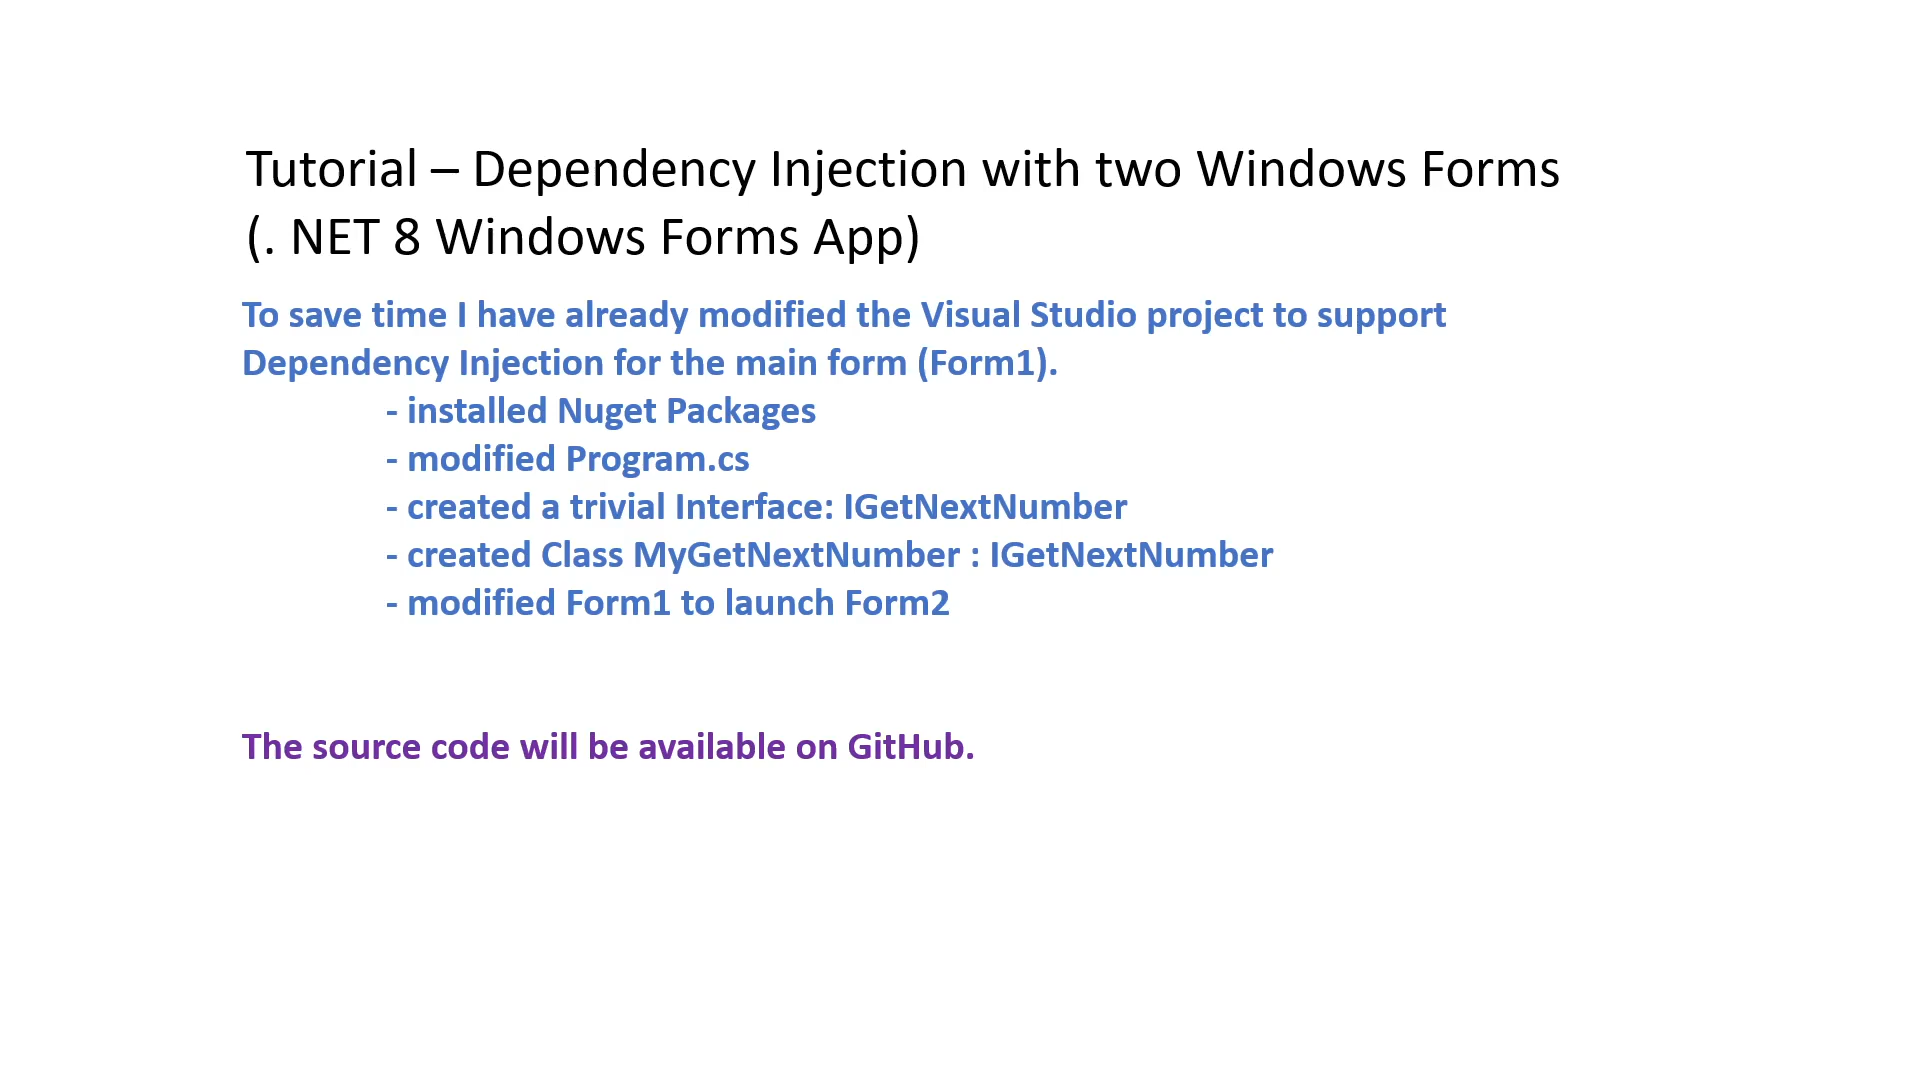 Tutorial – Dependency Injection with two Windows Forms
(. NET 8 Windows Forms App)
To save time I have already modified the Visual Studio project to support
Dependency Injection for the main form (Form1).
- installed Nuget Packages
- modified Program.cs
- created a trivial Interface: IGetNextNumber
- created Class MyGetNextNumber : IGetNextNumber
- modified Form1 to launch Form2
The source code will be available on GitHub.